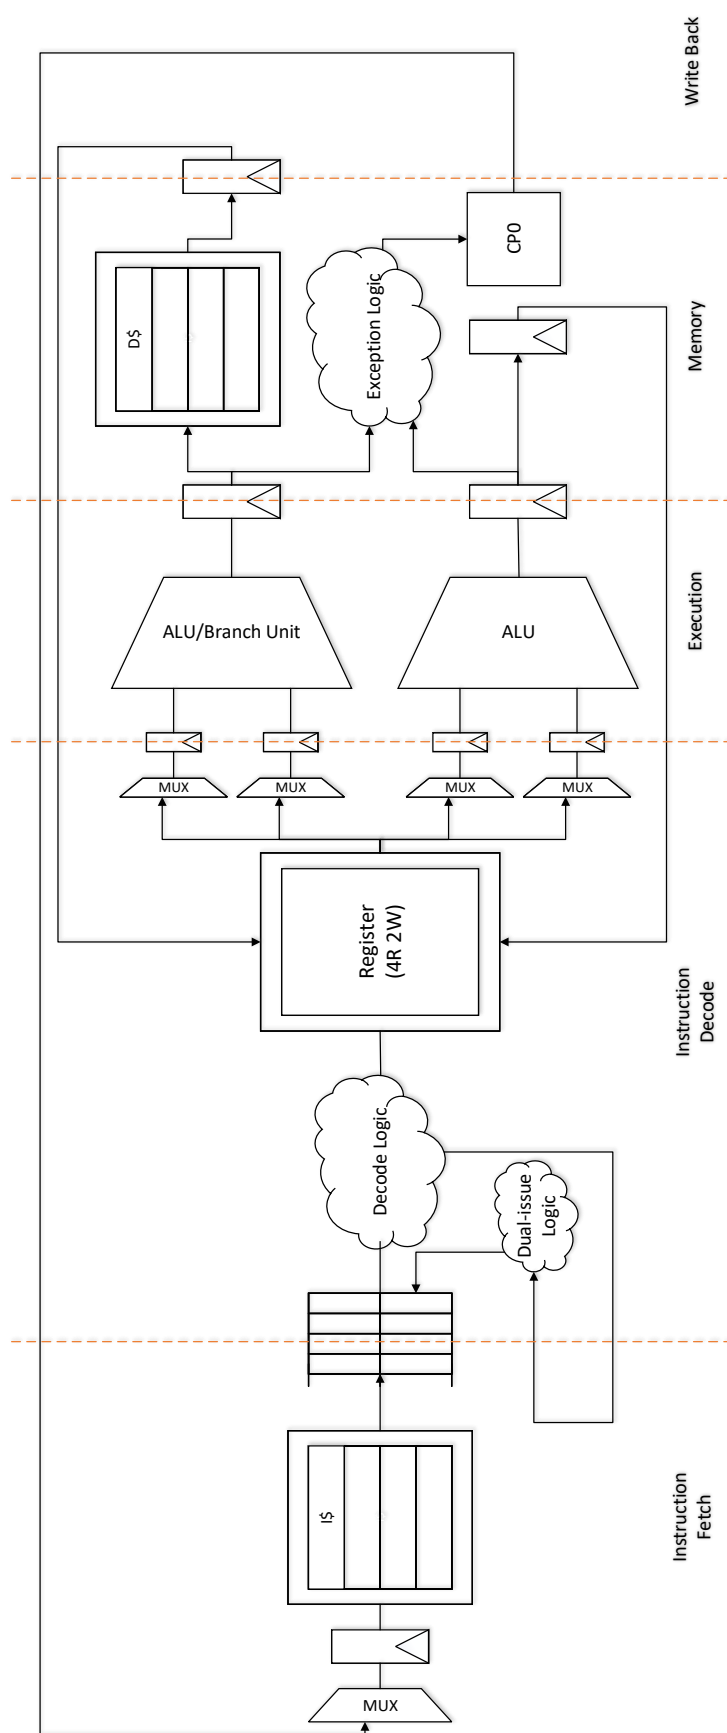 Write Back
CP0
D$
Exception Logic
Memory
Execution
ALU/Branch Unit
ALU
MUX
MUX
MUX
MUX
Register
(4R 2W)
Instruction
Decode
Decode Logic
Dual-issue
Logic
I$
Instruction
Fetch
MUX